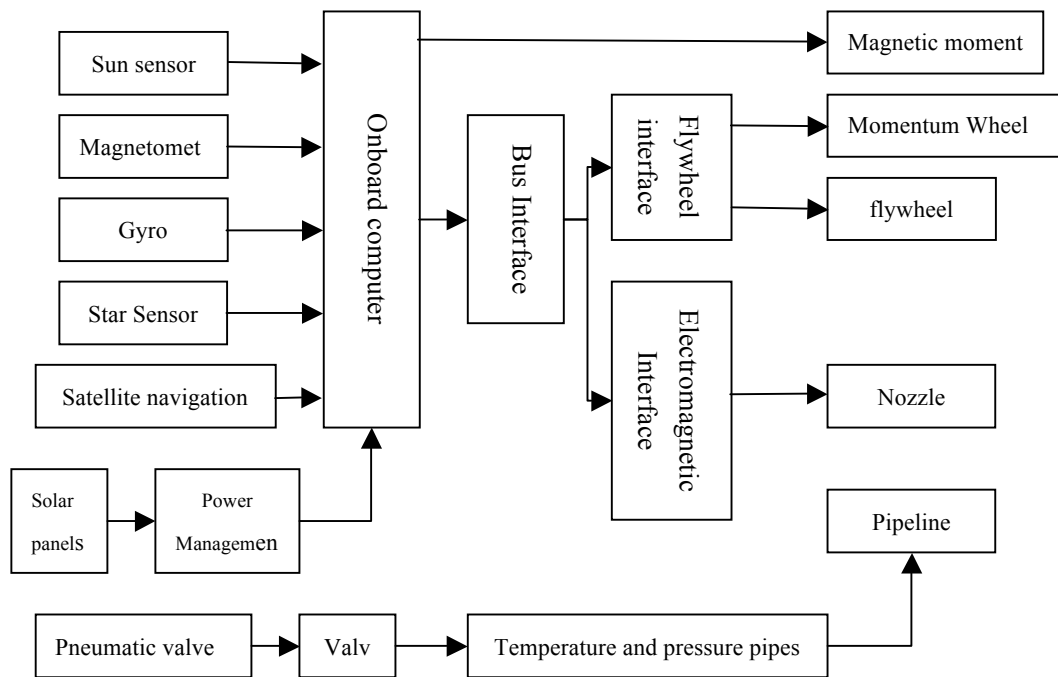 Sun sensor
Magnetomet
Gyro
Star Sensor
Satellite navigation
Solar
panels
Power
Managemen
Onboard computer
Bus Interface
Flywheel
interface
Electromagnetic
Interface
Magnetic moment
Momentum Wheel
flywheel
Nozzle
Pipeline
Pneumatic valve
Valv
Temperature and pressure pipes